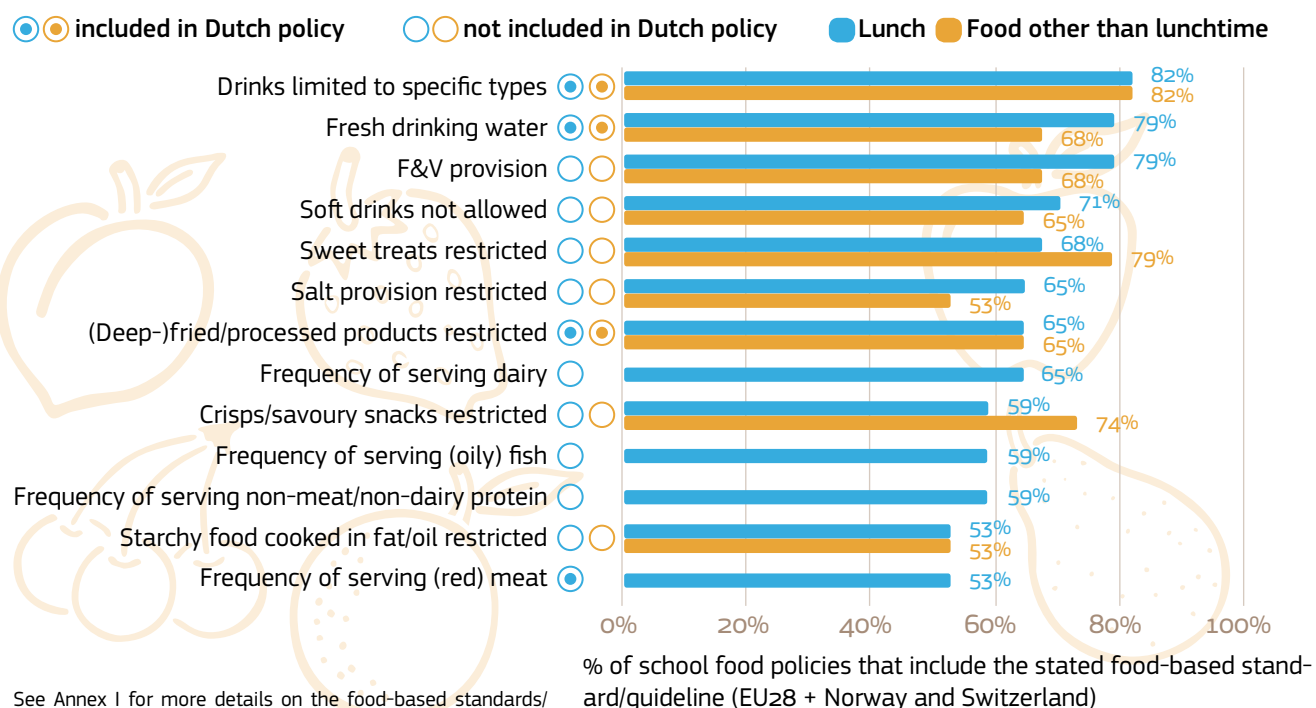 included in Dutch policy not included in Dutch policy Lunch Food other than lunchtime
Drinks limited to specific types 82%
82%
Fresh drinking water 79%
68%
F&V provision 79%
68%
Soft drinks not allowed 71%
65%
Sweet treats restricted 68%
79%
Salt provision restricted 65%
53%
(Deep-)fried/processed products restricted 65%
65%
Frequency of serving dairy 65%
Crisps/savoury snacks restricted 59%
74%
Frequency of serving (oily) fish 59%
Frequency of serving non-meat/non-dairy protein 59%
Starchy food cooked in fat/oil restricted 53%
53%
Frequency of serving (red) meat 53%
0% 20% 40% 60% 80% 100%
% of school food policies that include the stated food-based stand-
ard/guideline (EU28 + Norway and Switzerland)
See Annex I for more details on the food-based standards/